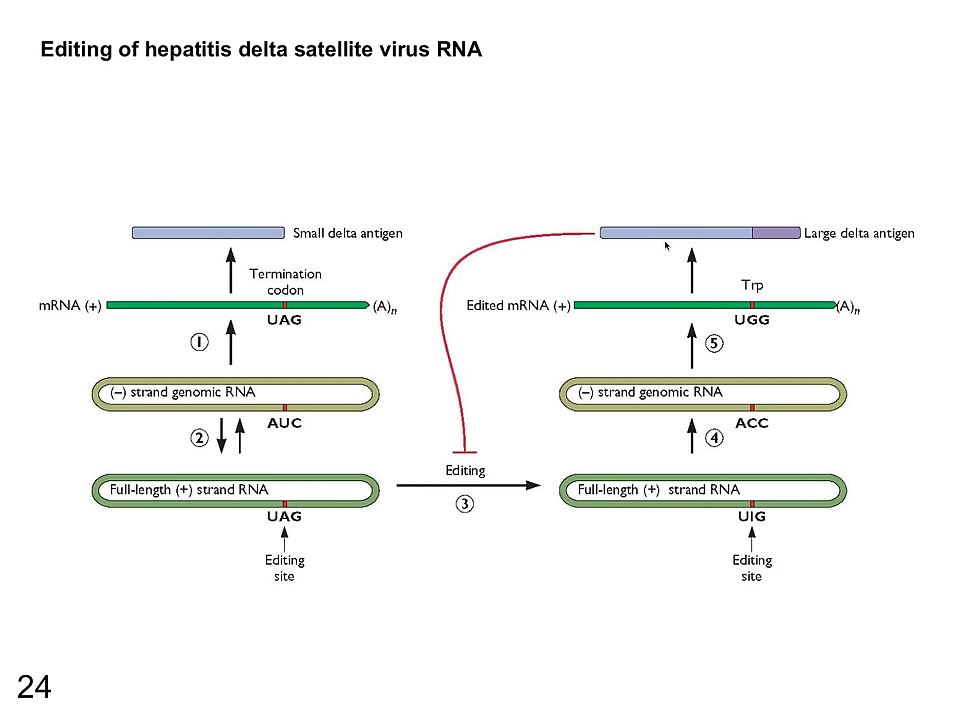 Editing of hepatitis delta satellite virus RNA
Small delta antigen
Large delta antigen
Termination
codon
Trp
mRNA (+)
(A)n
Edited mRNA (+)
(A)n
UAG
UGG
1
5
(–) strand genomic RNA
(–) strand genomic RNA
AUC
ACC
2
4
Editing
Full-length (+) strand RNA
Full-length (+) strand RNA
3
UAG
UIG
Editing
site
Editing
site
24